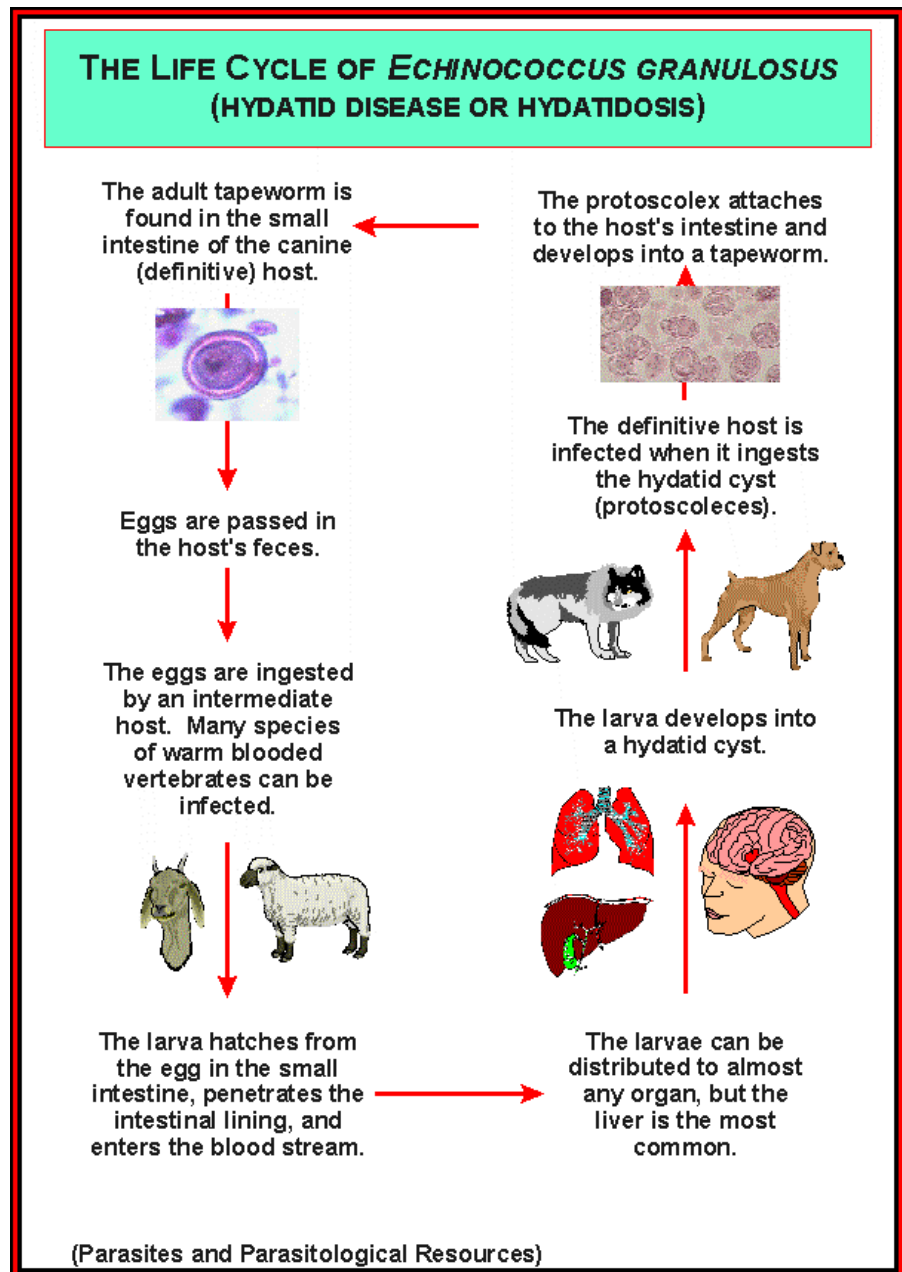 THE LIFE CYCLE OF ECHINOCOCCUS GRANULOSUS
(HYDATID DISEASE OR HYDATIDOSIS)
The adult tapeworm is
found in the small
intestine of the canine
(definitive) host.
Eggs are passed in
the host's feces.
The eggs are ingested
by an intermediate
host. Many species
of warm blooded
vertebrates can be
infected.
The larva hatches from
the egg in the small
intestine, penetrates the
intestinal lining, and
enters the blood stream.
The larvae can be
distributed to almost
any organ, but the
liver is the most
common.
The larva develops into
a hydatid cyst.
The definitive host is
infected when it ingests
the hydatid cyst
(protoscoleces).
The protoscolex attaches
to the host's intestine and
develops into a tapeworm.
(Parasites and Parasitological Resources)